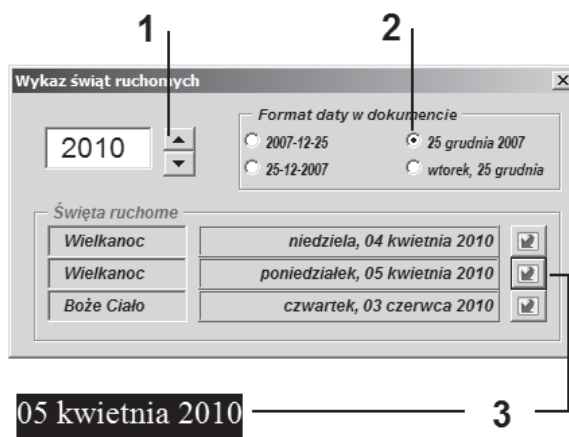 1
2
Wykaz świąt ruchomych
2010
Format daty w dokumencie
2007-12-25
25 grudnia 2007
25-12-2007
wtorek, 25 grudnia
Święta ruchome
Wielkanoc
niedziela, 04 kwietnia 2010
Wielkanoc
poniedziałek, 05 kwietnia 2010
Boże Ciało
czwartek, 03 czerwca 2010
05 kwietnia 2010
3